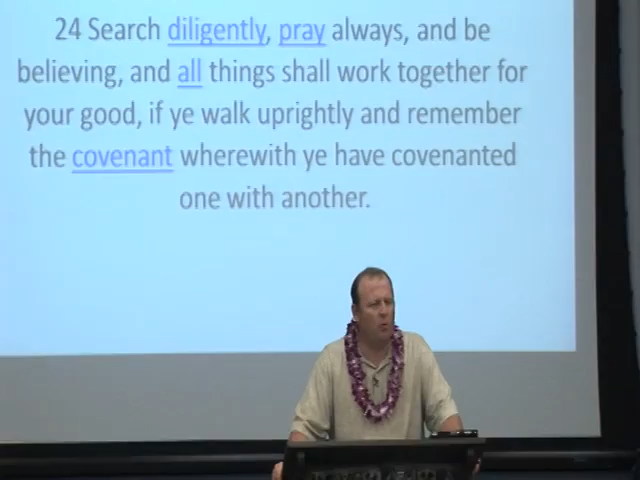 24 Search diligently, pray always, and be
believing, and all things shall work together for
your good, if ye walk uprightly and remember
the covenant wherewith ye have covenanted
one with another.